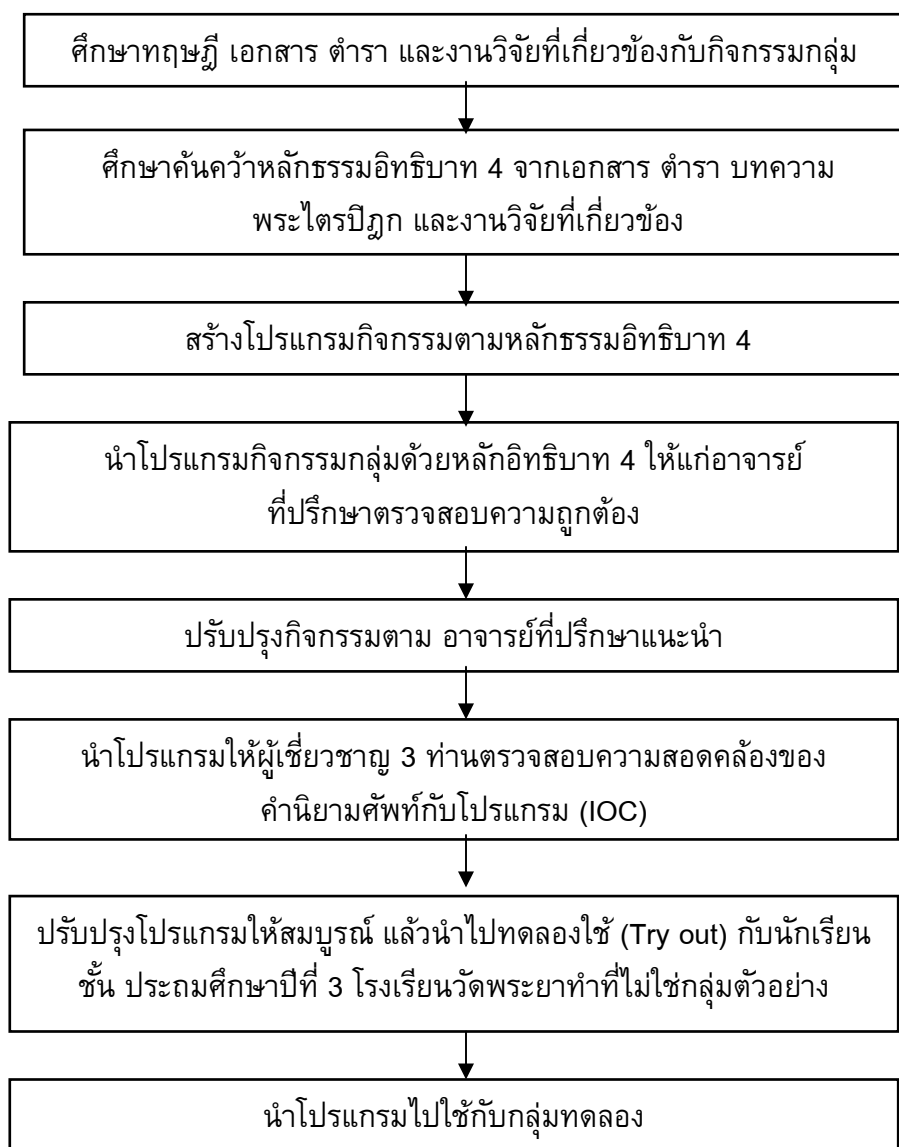 ศึกษาทฤษฎี เอกสาร ตำรา และงานวิจัยที่เกี่ยวข้องกับกิจกรรมกลุ่ม
ศึกษาค้นคว้าหลักธรรมอิทธิบาท 4 จากเอกสาร ตำรา บทความ
พระไตรปิฎก และงานวิจัยที่เกี่ยวข้อง
สร้างโปรแกรมกิจกรรมตามหลักธรรมอิทธิบาท 4
นำโปรแกรมกิจกรรมกลุ่มด้วยหลักอิทธิบาท 4 ให้แก่อาจารย์
ที่ปรึกษาตรวจสอบความถูกต้อง
ปรับปรุงกิจกรรมตาม อาจารย์ที่ปรึกษาแนะนำ
นำโปรแกรมให้ผู้เชี่ยวชาญ 3 ท่านตรวจสอบความสอดคล้องของ
คำนิยามศัพท์กับโปรแกรม (IOC)
ปรับปรุงโปรแกรมให้สมบูรณ์ แล้วนำไปทดลองใช้ (Try out) กับนักเรียน
ชั้น ประถมศึกษาปีที่ 3 โรงเรียนวัดพระยาทำที่ไม่ใช่กลุ่มตัวอย่าง
นำโปรแกรมไปใช้กับกลุ่มทดลอง